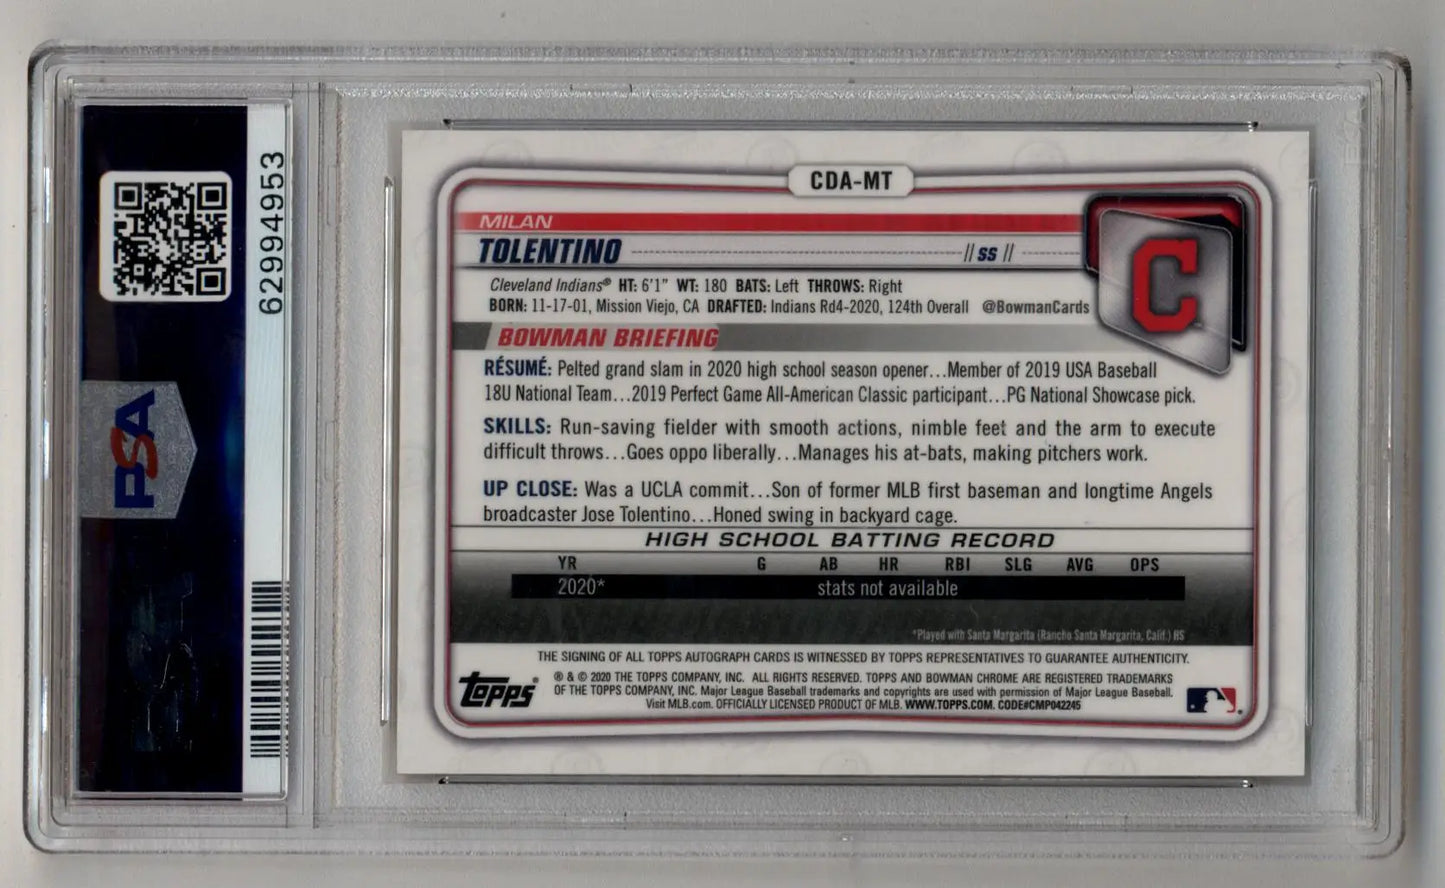 62994953
PSA
CDA-MT
MILAN
TOLENTINO // SS //
Cleveland Indians® HT: 6'1" WT: 180 BATS: Left THROWS: Right
BORN: 11-17-01, Mission Viejo, CA DRAFTED: Indians Rd4-2020, 124th Overall @BowmanCards
C
BOWMAN BRIEFING
RÉSUMÉ: Pelted grand slam in 2020 high school season opener...Member of 2019 USA Baseball
18U National Team...2019 Perfect Game All-American Classic participant...PG National Showcase pick.
SKILLS: Run-saving fielder with smooth actions, nimble feet and the arm to execute
difficult throws...Goes oppo liberally...Manages his at-bats, making pitchers work.
UP CLOSE: Was a UCLA commit...Son of former MLB first baseman and longtime Angels
broadcaster Jose Tolentino...Honed swing in backyard cage.
HIGH SCHOOL BATTING RECORD
YR G AB HR RBI SLG AVG OPS
2020* stats not available
*Played with Santa Margarita (Rancho Santa Margarita, Calif.) HS
THE SIGNING OF ALL TOPPS AUTOGRAPH CARDS IS WITNESSED BY TOPPS REPRESENTATIVES TO GUARANTEE AUTHENTICITY.
Topps®
® & © 2020 THE TOPPS COMPANY, INC. ALL RIGHTS RESERVED. TOPPS AND BOWMAN CHROME ARE REGISTERED TRADEMARKS
OF THE TOPPS COMPANY, INC. Major League Baseball trademarks and copyrights are used with permission of Major League Baseball.
Visit MLB.com. OFFICIALLY LICENSED PRODUCT OF MLB. WWW.TOPPS.COM. CODE#CMP042245